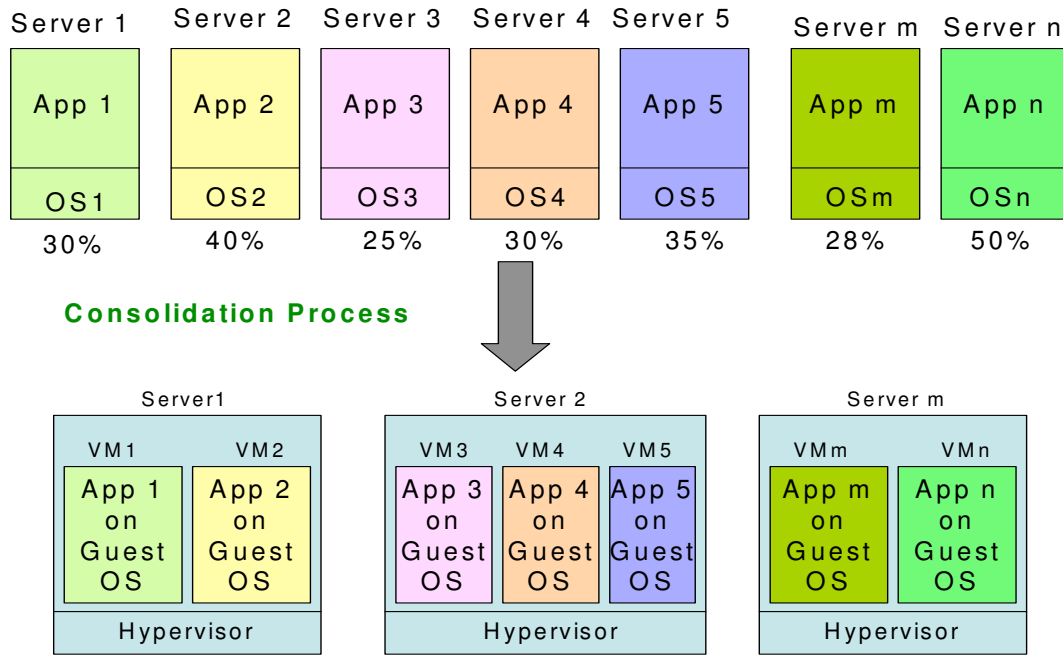 Server 1 Server 2 Server 3 Server 4 Server 5 Server m Server n
App 1 App 2 App 3 App 4 App 5 App m App n
OS1 OS2 OS3 OS4 OS5 OSm OSn
30% 40% 25% 30% 35% 28% 50%
Consolidation Process
Server1 Server 2 Server m
VM1 VM2 VM3 VM4 VM5 VMm VMn
App 1 App 2 App 3 App 4 App 5 App m App n
on on on on on on on
Guest Guest Guest Guest Guest Guest Guest
OS OS OS OS OS OS OS
Hypervisor Hypervisor Hypervisor